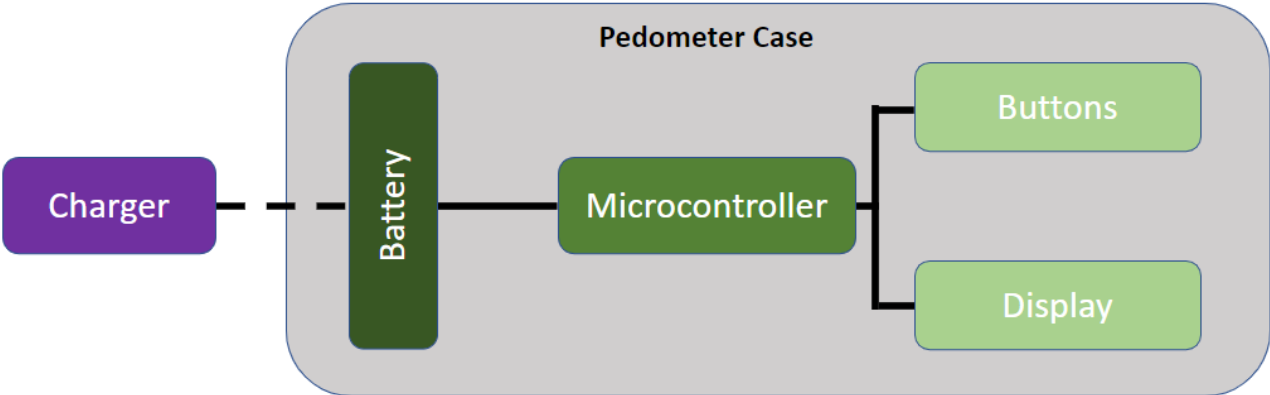 Pedometer Case
Buttons
Charger
Battery
Microcontroller
Display